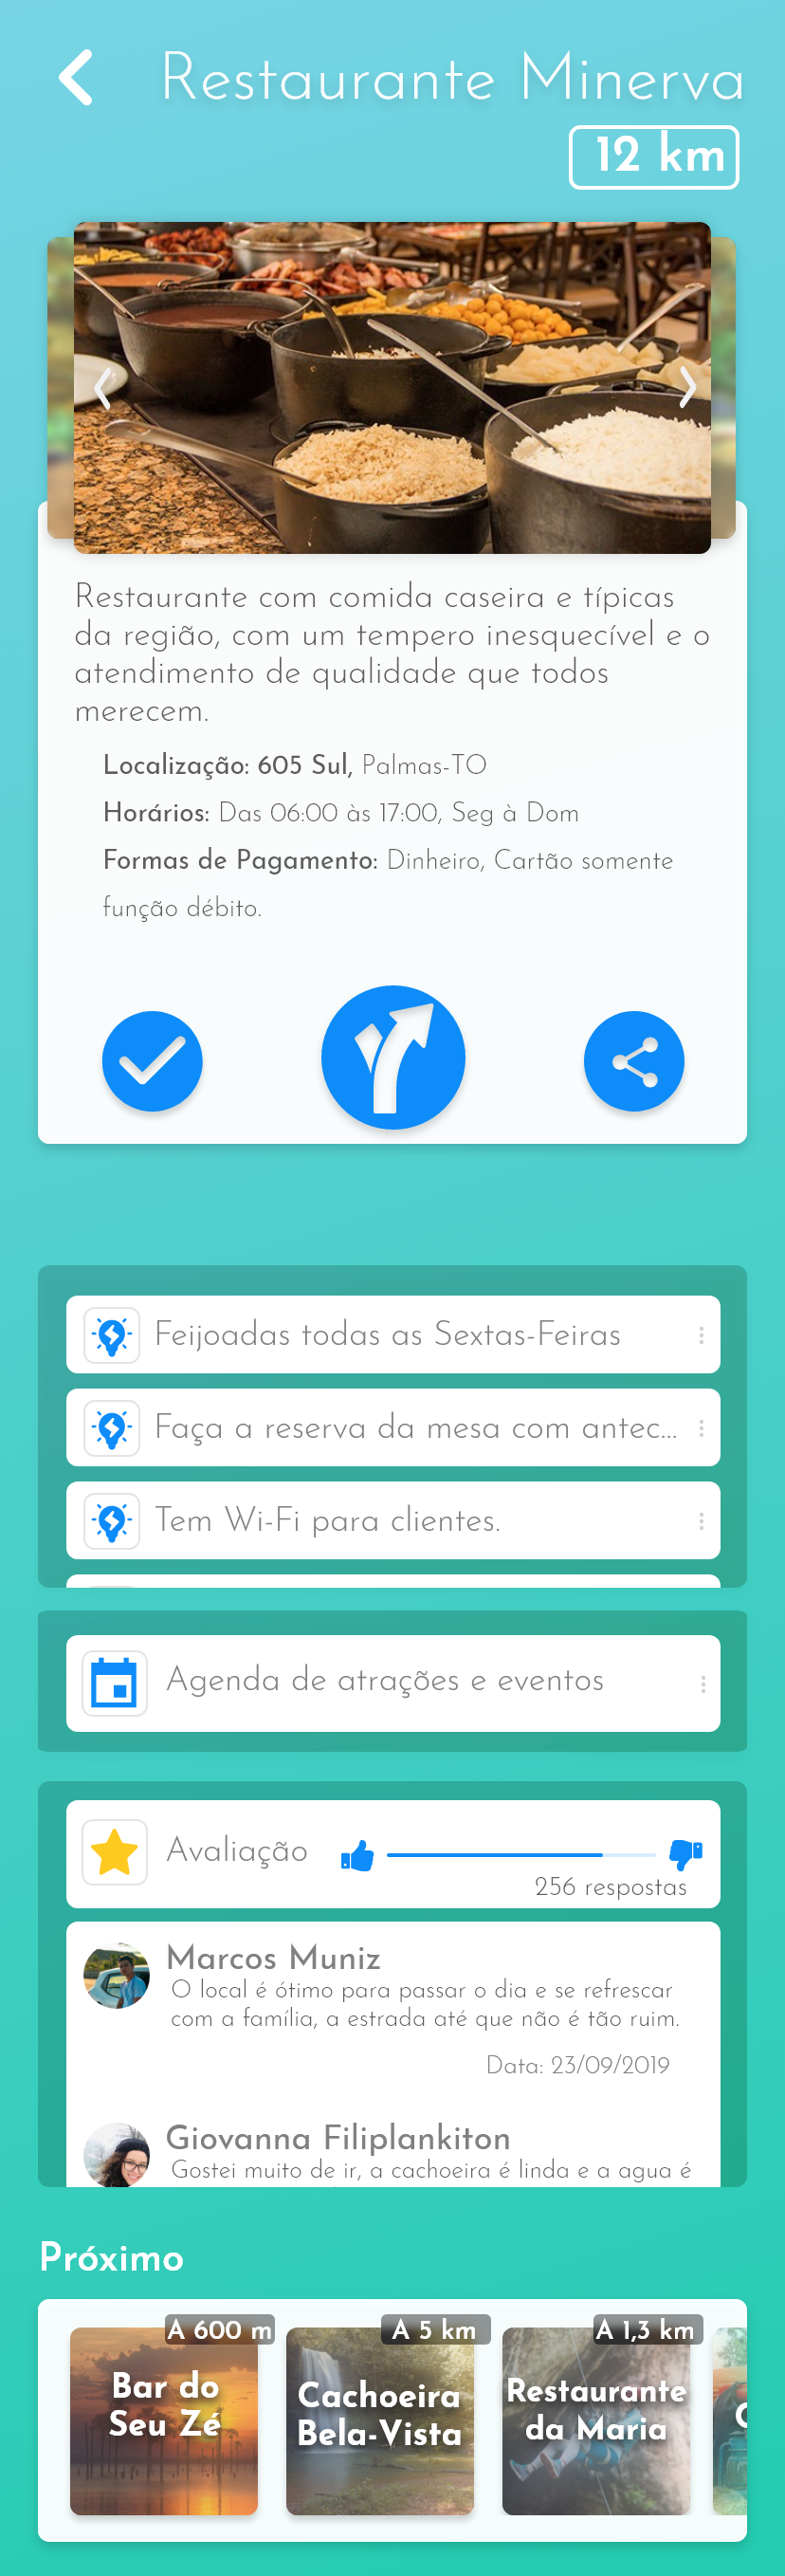 Restaurante Minerva
12 km
Restaurante com comida caseira e típicas
da região, com um tempero inesquecível e o
atendimento de qualidade que todos
merecem.
Localização: 605 Sul, Palmas-TO
Horários: Das 06:00 às 17:00, Seg à Dom
Formas de Pagamento: Dinheiro, Cartão somente
função débito.
Feijoadas todas as Sextas-Feiras
Faça a reserva da mesa com antec...
Tem Wi-Fi para clientes.
Agenda de atrações e eventos
Avaliação
256 respostas
Marcos Muniz
O local é ótimo para passar o dia e se refrescar
com a família, a estrada até que não é tão ruim.
Data: 23/09/2019
Giovanna Filiplankiton
Gostei muito de ir, a cachoeira é linda e a agua é
Próximo
A 600 m
Bar do
Seu Zé
A 5 km
Cachoeira
Bela-Vista
A 1,3 km
Restaurante
da Maria